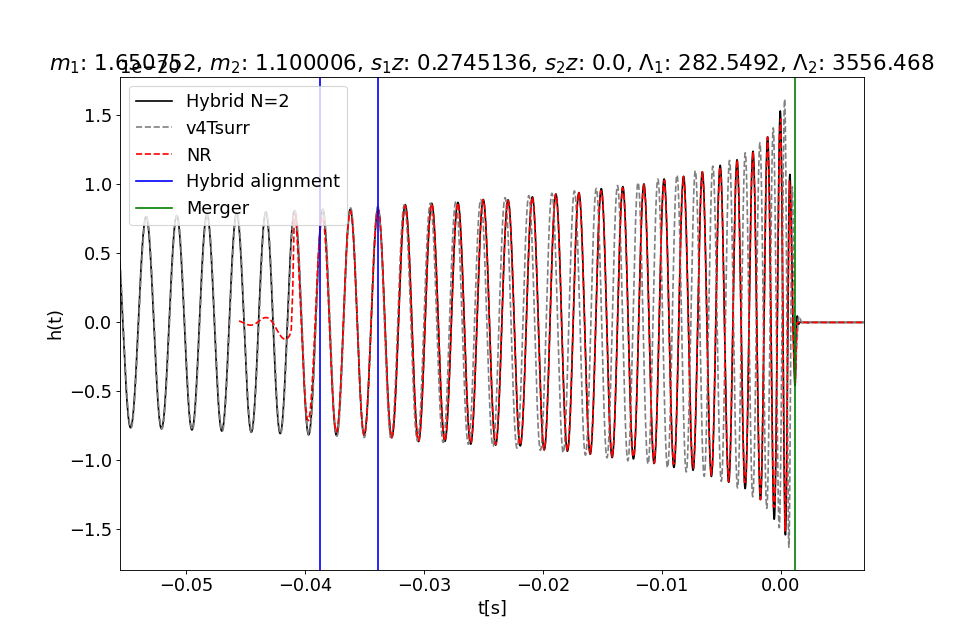 m₁: 1.650752, m₂: 1.100006, s₁z: 0.2745136, s₂z: 0.0, Λ₁: 282.5492, Λ₂: 3556.468
1e−20
Hybrid N=2
v4Tsurr
NR
Hybrid alignment
Merger
1.5
1.0
0.5
0.0
−0.5
−1.0
−1.5
h(t)
−0.05
−0.04
−0.03
−0.02
−0.01
0.00
t[s]